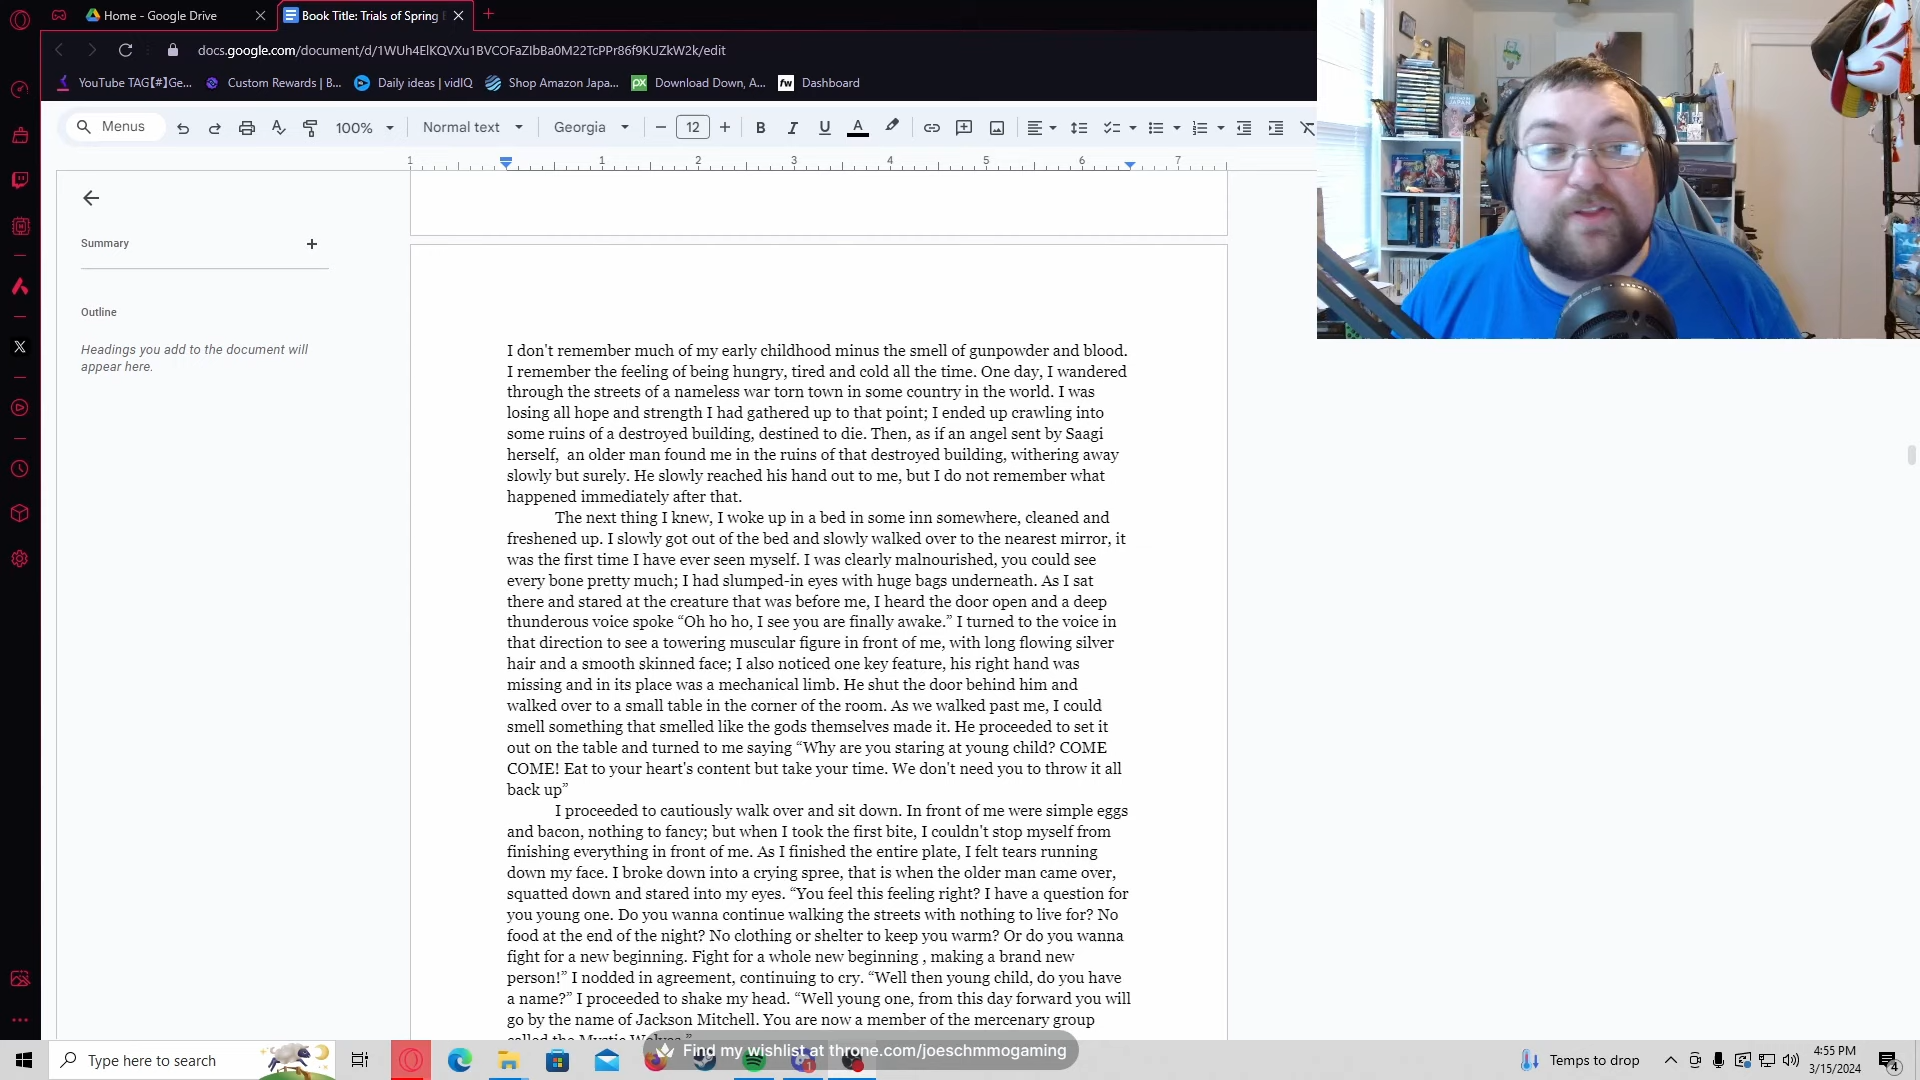 Home - Google Drive
Book Title: Trials of Spring
docs.google.com/document/d/1WUh4ElKQVXu1BVCOFaZIbBa0M22TcPPr86f9KUZkW2k/edit
YouTube TAG【#】Ge...
Custom Rewards | B...
Daily ideas | vidIQ
Shop Amazon Japa...
Download Down, A...
Dashboard
Menus
100%
Normal text
Georgia
12
1 1 2 3 4 5 6 7
Summary
Outline
Headings you add to the document will
appear here.
I don't remember much of my early childhood minus the smell of gunpowder and blood.
I remember the feeling of being hungry, tired and cold all the time. One day, I wandered
through the streets of a nameless war torn town in some country in the world. I was
losing all hope and strength I had gathered up to that point; I ended up crawling into
some ruins of a destroyed building, destined to die. Then, as if an angel sent by Saagi
herself,  an older man found me in the ruins of that destroyed building, withering away
slowly but surely. He slowly reached his hand out to me, but I do not remember what
happened immediately after that.
The next thing I knew, I woke up in a bed in some inn somewhere, cleaned and
freshened up. I slowly got out of the bed and slowly walked over to the nearest mirror, it
was the first time I have ever seen myself. I was clearly malnourished, you could see
every bone pretty much; I had slumped-in eyes with huge bags underneath. As I sat
there and stared at the creature that was before me, I heard the door open and a deep
thunderous voice spoke “Oh ho ho, I see you are finally awake.” I turned to the voice in
that direction to see a towering muscular figure in front of me, with long flowing silver
hair and a smooth skinned face; I also noticed one key feature, his right hand was
missing and in its place was a mechanical limb. He shut the door behind him and
walked over to a small table in the corner of the room. As we walked past me, I could
smell something that smelled like the gods themselves made it. He proceeded to set it
out on the table and turned to me saying “Why are you staring at young child? COME
COME! Eat to your heart's content but take your time. We don't need you to throw it all
back up”
I proceeded to cautiously walk over and sit down. In front of me were simple eggs
and bacon, nothing to fancy; but when I took the first bite, I couldn't stop myself from
finishing everything in front of me. As I finished the entire plate, I felt tears running
down my face. I broke down into a crying spree, that is when the older man came over,
squatted down and stared into my eyes. “You feel this feeling right? I have a question for
you young one. Do you wanna continue walking the streets with nothing to live for? No
food at the end of the night? No clothing or shelter to keep you warm? Or do you wanna
fight for a new beginning. Fight for a whole new beginning , making a brand new
person!” I nodded in agreement, continuing to cry. “Well then young child, do you have
a name?” I proceeded to shake my head. “Well young one, from this day forward you will
go by the name of Jackson Mitchell. You are now a member of the mercenary group
called the Mystic Wolves.”
Find my wishlist at throne.com/joeschmmogaming
Type here to search
Temps to drop
4:55 PM
3/15/2024
4